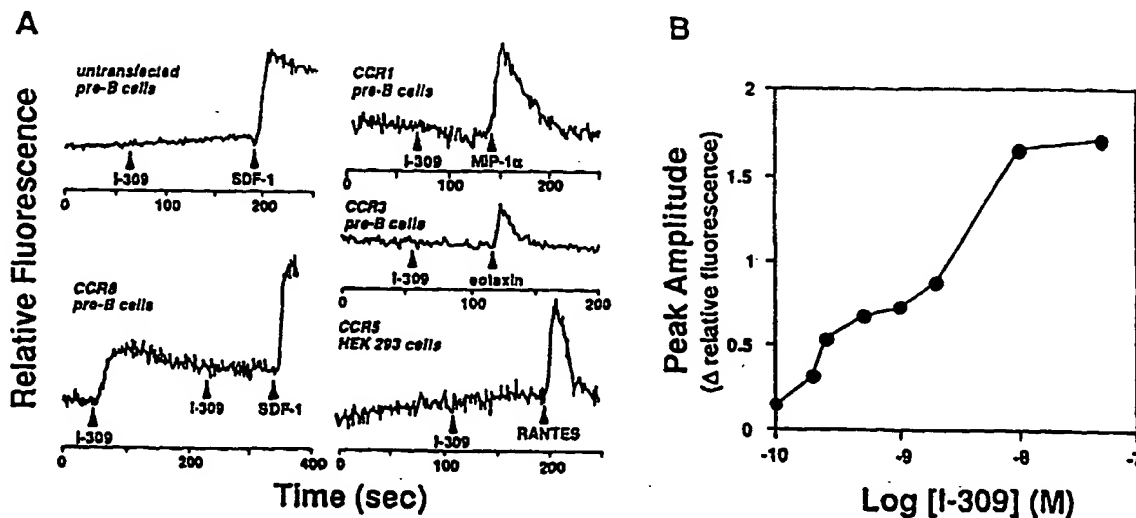 A
B
Relative Fluorescence
untransfected
pre-B cells
I-309
SDF-1
0
100
200
CCR1
pre-B cells
I-309
MIP-1α
0
100
200
CCR3
pre-B cells
I-309
eotaxin
0
100
200
CCR8
pre-B cells
I-309
I-309
SDF-1
0
200
400
CCR5
HEK 293 cells
I-309
RANTES
0
100
200
Time (sec)
Peak Amplitude
(Δ relative fluorescence)
2
1.5
1
0.5
0
-10
-9
-8
Log [I-309] (M)